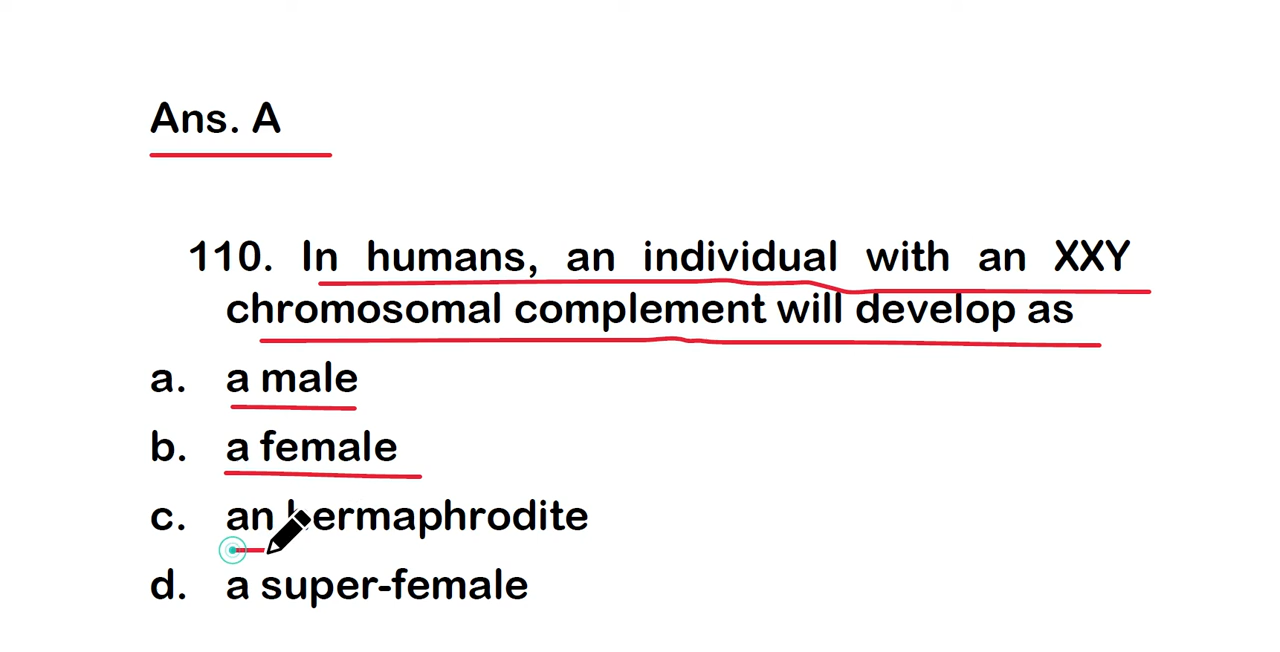 Ans. A
110. In humans, an individual with an XXY
chromosomal complement will develop as
a. a male
b. a female
c. an hermaphrodite
d. a super-female